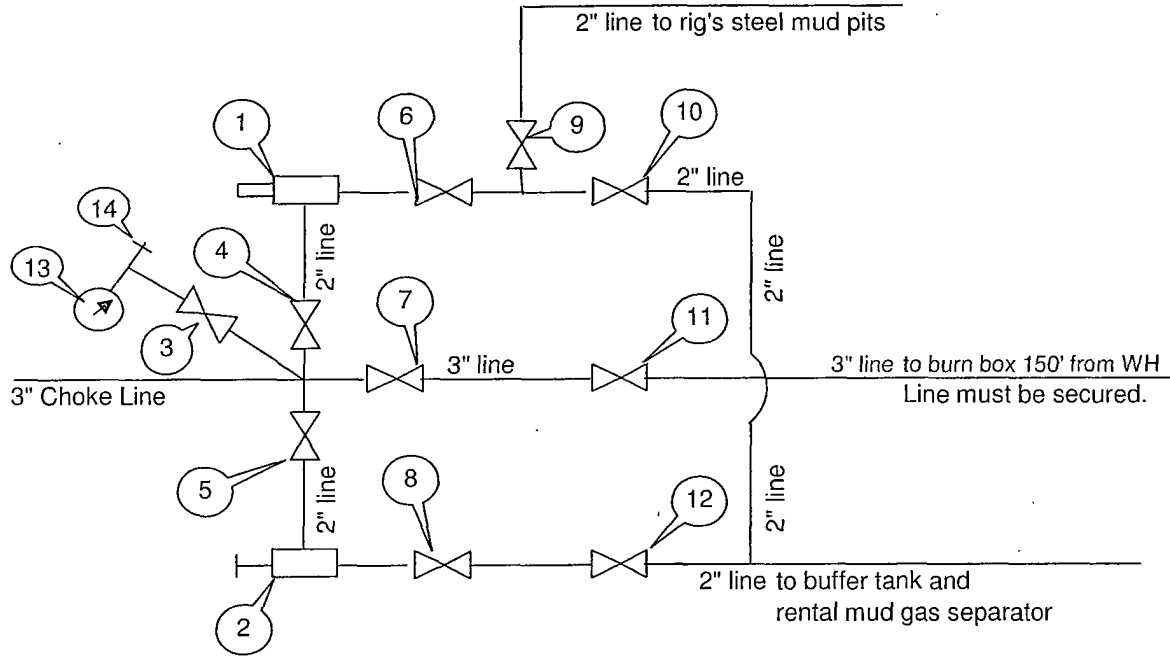 2" line to rig's steel mud pits
1
6
9
10
2" line
14
4
2" line
2" line
13
7
11
3
3" line
3" line to burn box 150' from WH
3" Choke Line
Line must be secured.
5
8
12
2" line
2" line
2" line to buffer tank and
rental mud gas separator
2